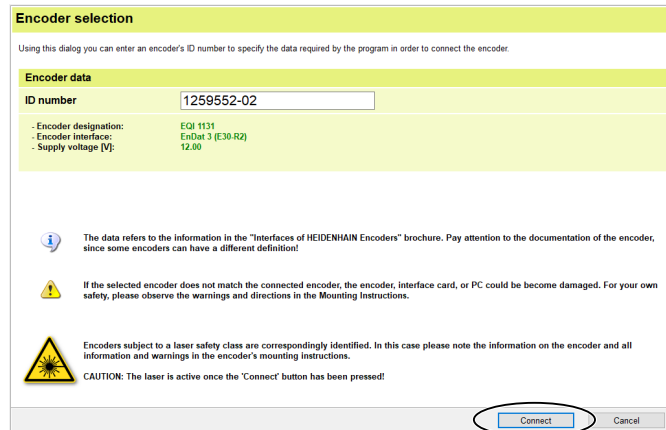 Encoder selection
Using this dialog you can enter an encoder's ID number to specify the data required by the program in order to connect the encoder.
Encoder data
ID number 1259552-02
- Encoder designation: EQI 1131
- Encoder interface: EnDat 3 (E30-R2)
- Supply voltage [V]: 12.00
The data refers to the information in the "Interfaces of HEIDENHAIN Encoders" brochure. Pay attention to the documentation of the encoder,
since some encoders can have a different definition!
If the selected encoder does not match the connected encoder, the encoder, interface card, or PC could be become damaged. For your own
safety, please observe the warnings and directions in the Mounting Instructions.
Encoders subject to a laser safety class are correspondingly identified. In this case please note the information on the encoder and all
information and warnings in the encoder's mounting instructions.
CAUTION: The laser is active once the 'Connect' button has been pressed!
Connect Cancel